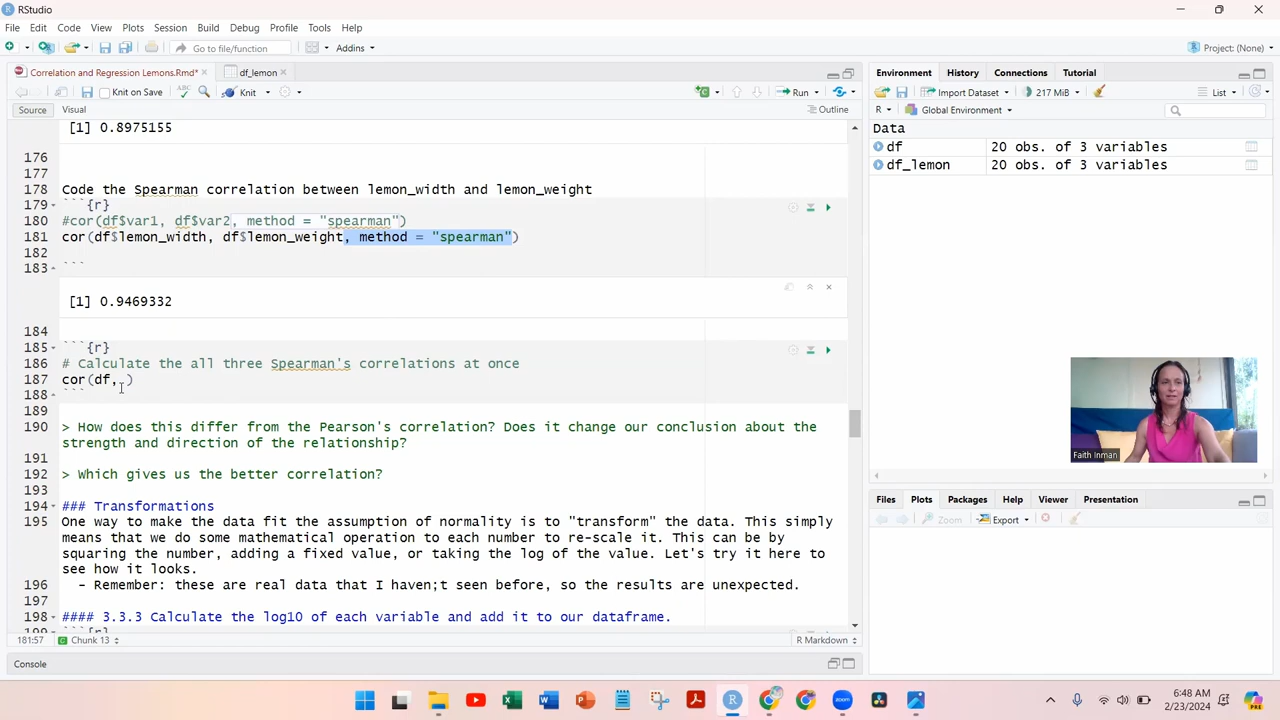 RStudio
File Edit Code View Plots Session Build Debug Profile Tools Help
Go to file/function Addins Project: (None)
Correlation and Regression Lemons.Rmd* df_lemon
Knit on Save Knit Run
Source Visual Outline
[1] 0.8975155
176
177
178 Code the Spearman correlation between lemon_width and lemon_weight
179 ```{r}
180 #cor(df$var1, df$var2, method = "spearman")
181 cor(df$lemon_width, df$lemon_weight, method = "spearman")
182
183 ```
[1] 0.9469332
184
185 ```{r}
186 # Calculate the all three Spearman's correlations at once
187 cor(df, )
188 ```
189
190 > How does this differ from the Pearson's correlation? Does it change our conclusion about the
strength and direction of the relationship?
191
192 > Which gives us the better correlation?
193
194 ### Transformations
195 One way to make the data fit the assumption of normality is to "transform" the data. This simply
means that we do some mathematical operation to each number to re-scale it. This can be by
squaring the number, adding a fixed value, or taking the log of the value. Let's try it here to
see how it looks.
196 - Remember: these are real data that I haven;t seen before, so the results are unexpected.
197
198 #### 3.3.3 Calculate the log10 of each variable and add it to our dataframe.
199 ```{r}
181:57 Chunk 13 R Markdown
Console
Environment History Connections Tutorial
Import Dataset 217 MiB List
R Global Environment
Data
df 20 obs. of 3 variables
df_lemon 20 obs. of 3 variables
Faith Inman
Files Plots Packages Help Viewer Presentation
Zoom Export
zoom
6:48 AM
2/23/2024
PRE